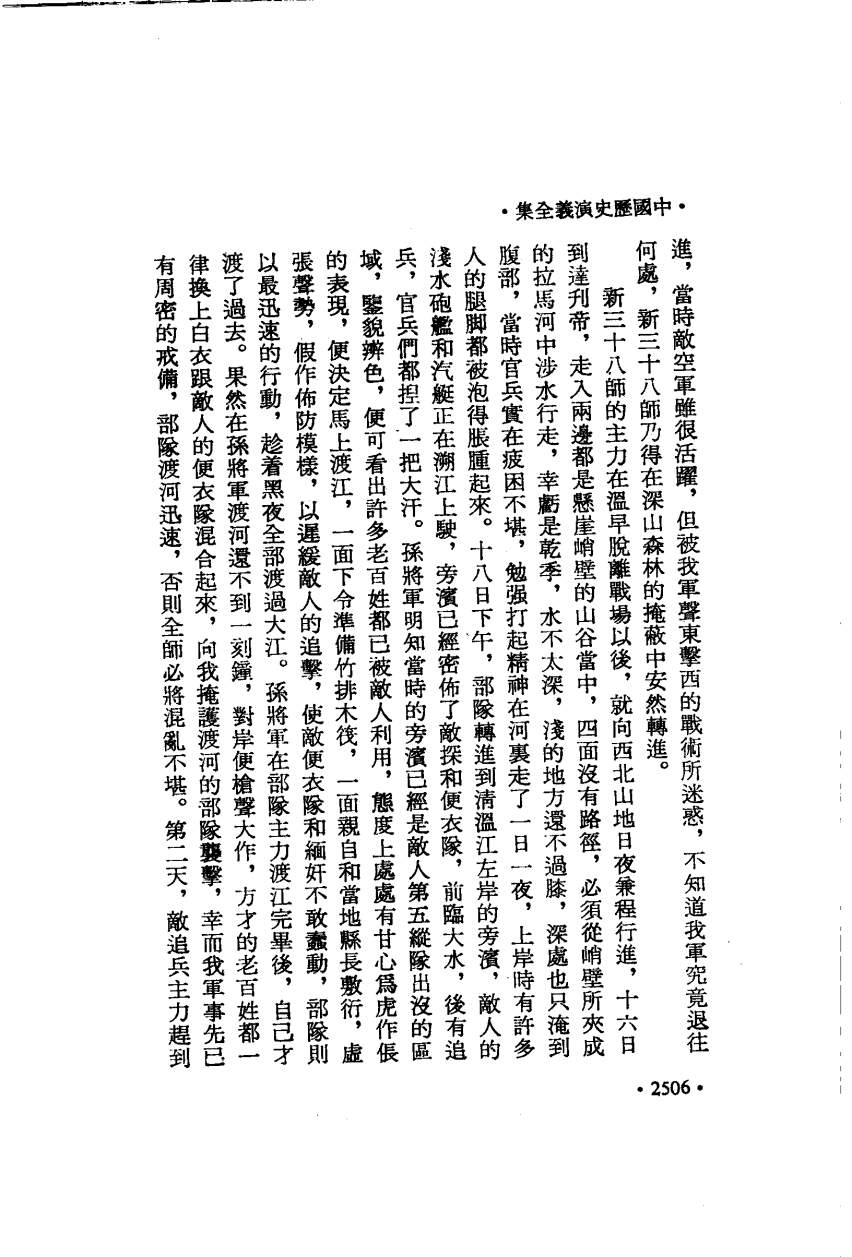 •中國歷史演義全集•
進，當時敵空軍雖很活躍，但被我軍聲東擊西的戰術所迷惑，不知道我軍究竟退往
何處，新三十八師乃得在深山森林的掩蔽中安然轉進。
新三十八師的主力在溫早脫離戰場以後，就向西北山地日夜兼程行進，十六日
到達刋帝，走入兩邊都是懸崖峭壁的山谷當中，四面沒有路徑，必須從峭壁所夾成
的拉馬河中涉水行走，幸虧是乾季，水不太深，淺的地方還不過膝，深處也只淹到
腹部，當時官兵實在疲困不堪，勉强打起精神在河裏走了一日一夜，上岸時有許多
人的腿脚都被泡得脹腫起來。十八日下午，部隊轉進到清溫江左岸的旁濱，敵人的
淺水砲艦和汽艇正在溯江上駛，旁濱已經密佈了敵探和便衣隊，前臨大水，後有追
兵，官兵們都捏了一把大汗。孫將軍明知當時的旁濱已經是敵人第五縱隊出沒的區
域，鑒貌辨色，便可看出許多老百姓都已被敵人利用，態度上處處有甘心爲虎作倀
的表現，便決定馬上渡江，一面下令準備竹排木筏，一面親自和當地縣長敷衍，虛
張聲勢，假作佈防模樣，以遲緩敵人的追擊，使敵便衣隊和緬奸不敢蠢動，部隊則
以最迅速的行動，趁着黑夜全部渡過大江。孫將軍在部隊主力渡江完畢後，自己才
渡了過去。果然在孫將軍渡河還不到一刻鐘，對岸便槍聲大作，方才的老百姓都一
律換上白衣跟敵人的便衣隊混合起來，向我掩護渡河的部隊襲擊，幸而我軍事先已
有周密的戒備，部隊渡河迅速，否則全師必將混亂不堪。第二天，敵追兵主力趕到
•2506•